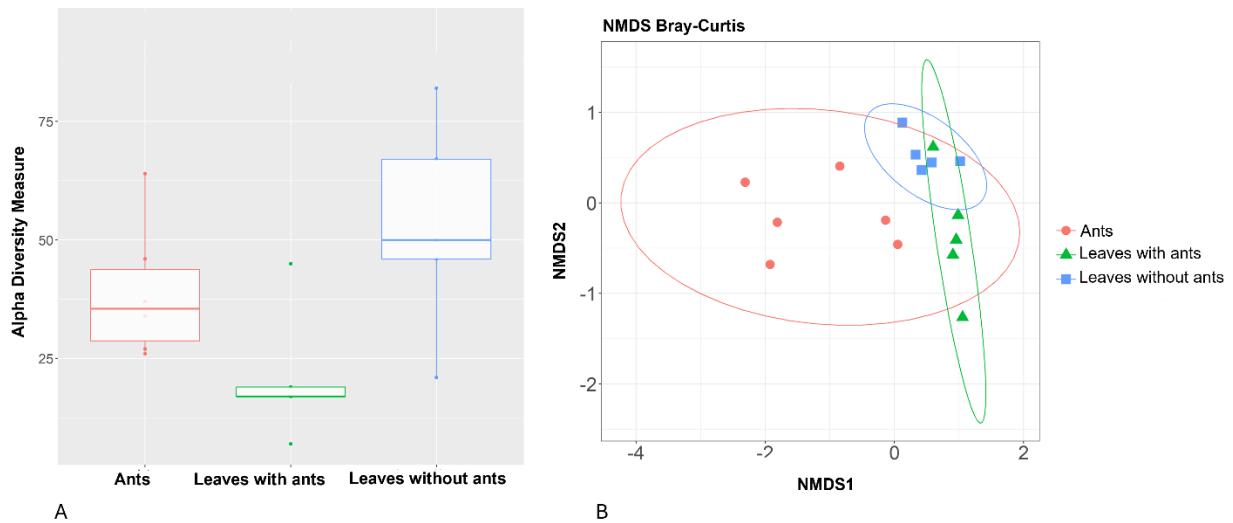 Alpha Diversity Measure
75
50
25
Ants
Leaves with ants
Leaves without ants
A
NMDS Bray-Curtis
NMDS2
1
0
-1
-2
-4
-2
0
2
NMDS1
Ants
Leaves with ants
Leaves without ants
B